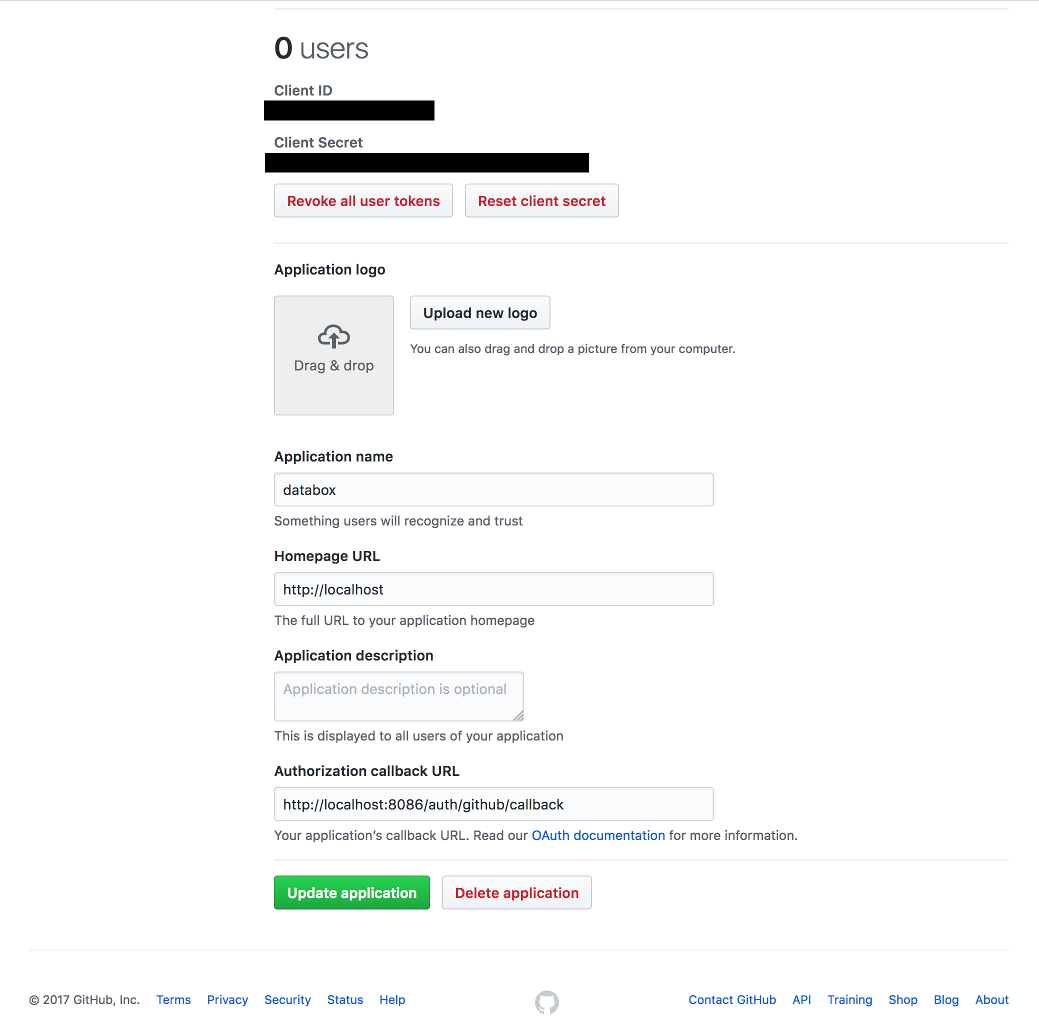 0 users
Client ID
Client Secret
Revoke all user tokens Reset client secret
Application logo
Upload new logo
You can also drag and drop a picture from your computer.
Drag & drop
Application name
databox
Something users will recognize and trust
Homepage URL
http://localhost
The full URL to your application homepage
Application description
Application description is optional
This is displayed to all users of your application
Authorization callback URL
http://localhost:8086/auth/github/callback
Your application’s callback URL. Read our OAuth documentation for more information.
Update application Delete application
© 2017 GitHub, Inc. Terms Privacy Security Status Help Contact GitHub API Training Shop Blog About